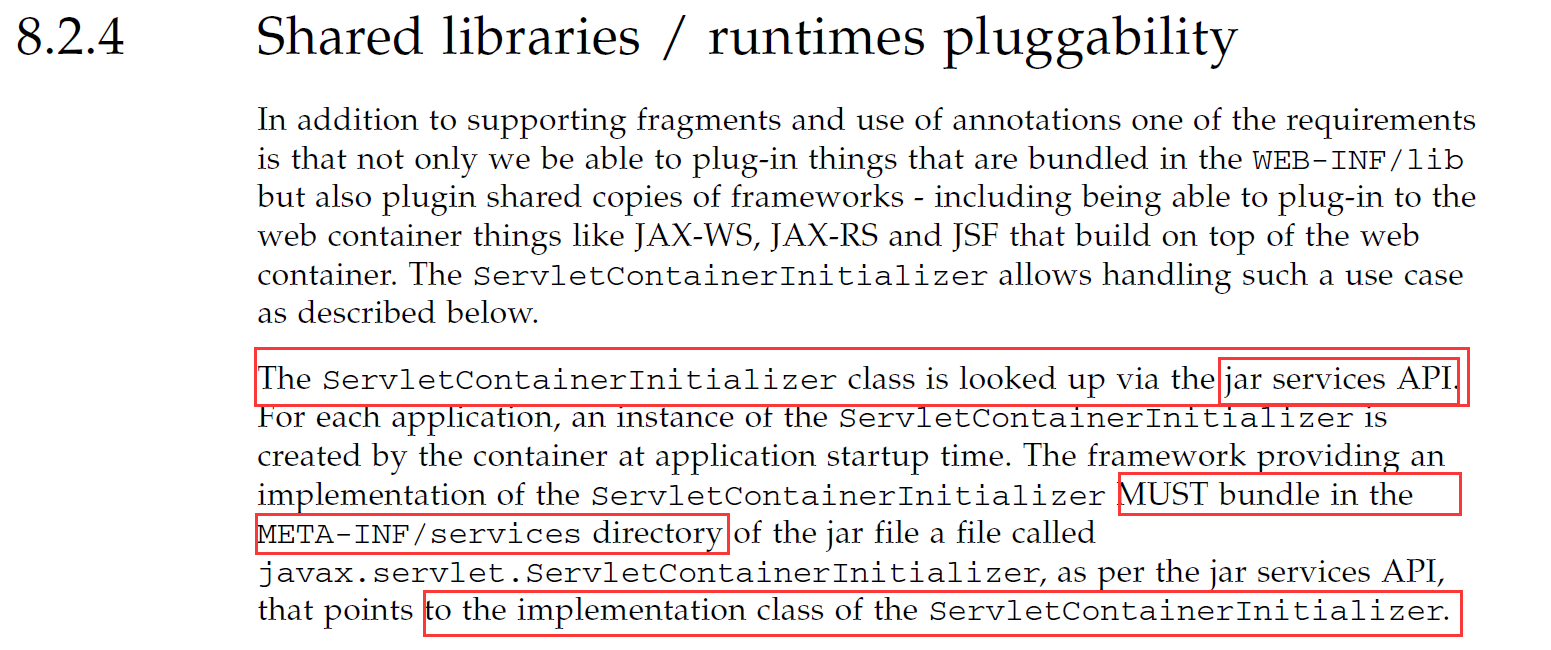 8.2.4 Shared libraries / runtimes pluggability
In addition to supporting fragments and use of annotations one of the requirements
is that not only we be able to plug-in things that are bundled in the WEB-INF/lib
but also plugin shared copies of frameworks - including being able to plug-in to the
web container things like JAX-WS, JAX-RS and JSF that build on top of the web
container. The ServletContainerInitializer allows handling such a use case
as described below.
The ServletContainerInitializer class is looked up via the jar services API.
For each application, an instance of the ServletContainerInitializer is
created by the container at application startup time. The framework providing an
implementation of the ServletContainerInitializer MUST bundle in the
META-INF/services directory of the jar file a file called
javax.servlet.ServletContainerInitializer, as per the jar services API,
that points to the implementation class of the ServletContainerInitializer.